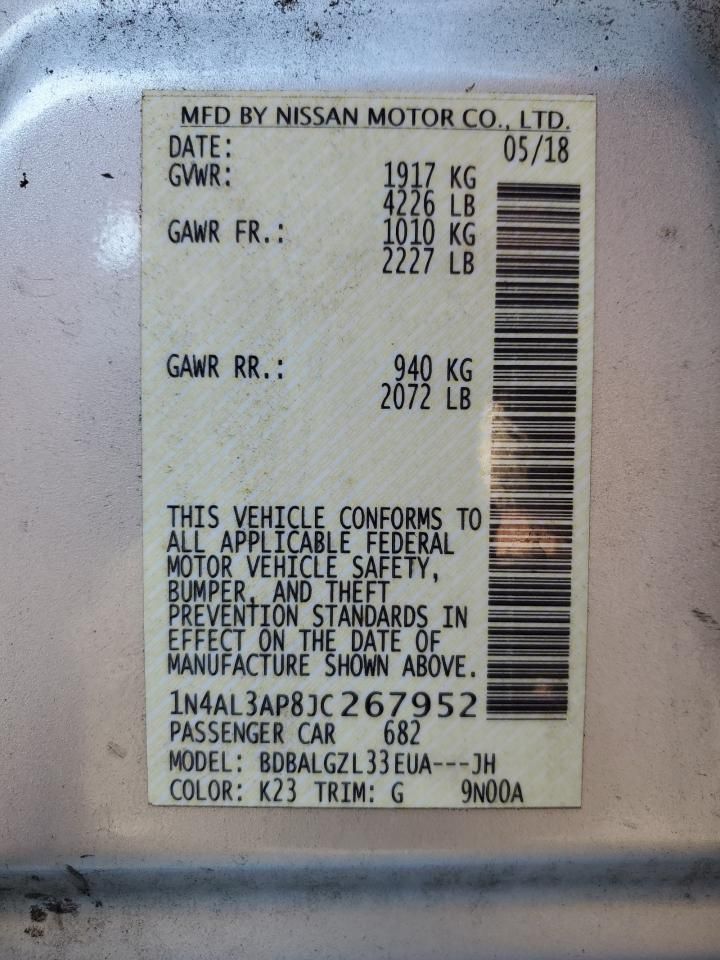 MFD BY NISSAN MOTOR CO., LTD.
DATE: 05/18
GVWR: 1917 KG
4226 LB
GAWR FR.: 1010 KG
2227 LB
GAWR RR.: 940 KG
2072 LB
THIS VEHICLE CONFORMS TO
ALL APPLICABLE FEDERAL
MOTOR VEHICLE SAFETY,
BUMPER, AND THEFT
PREVENTION STANDARDS IN
EFFECT ON THE DATE OF
MANUFACTURE SHOWN ABOVE.
1N4AL3AP8JC267952
PASSENGER CAR 682
MODEL: BDBALGZL33EUA---JH
COLOR: K23 TRIM: G 9N00A